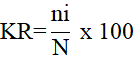 KR= ni/N x 100